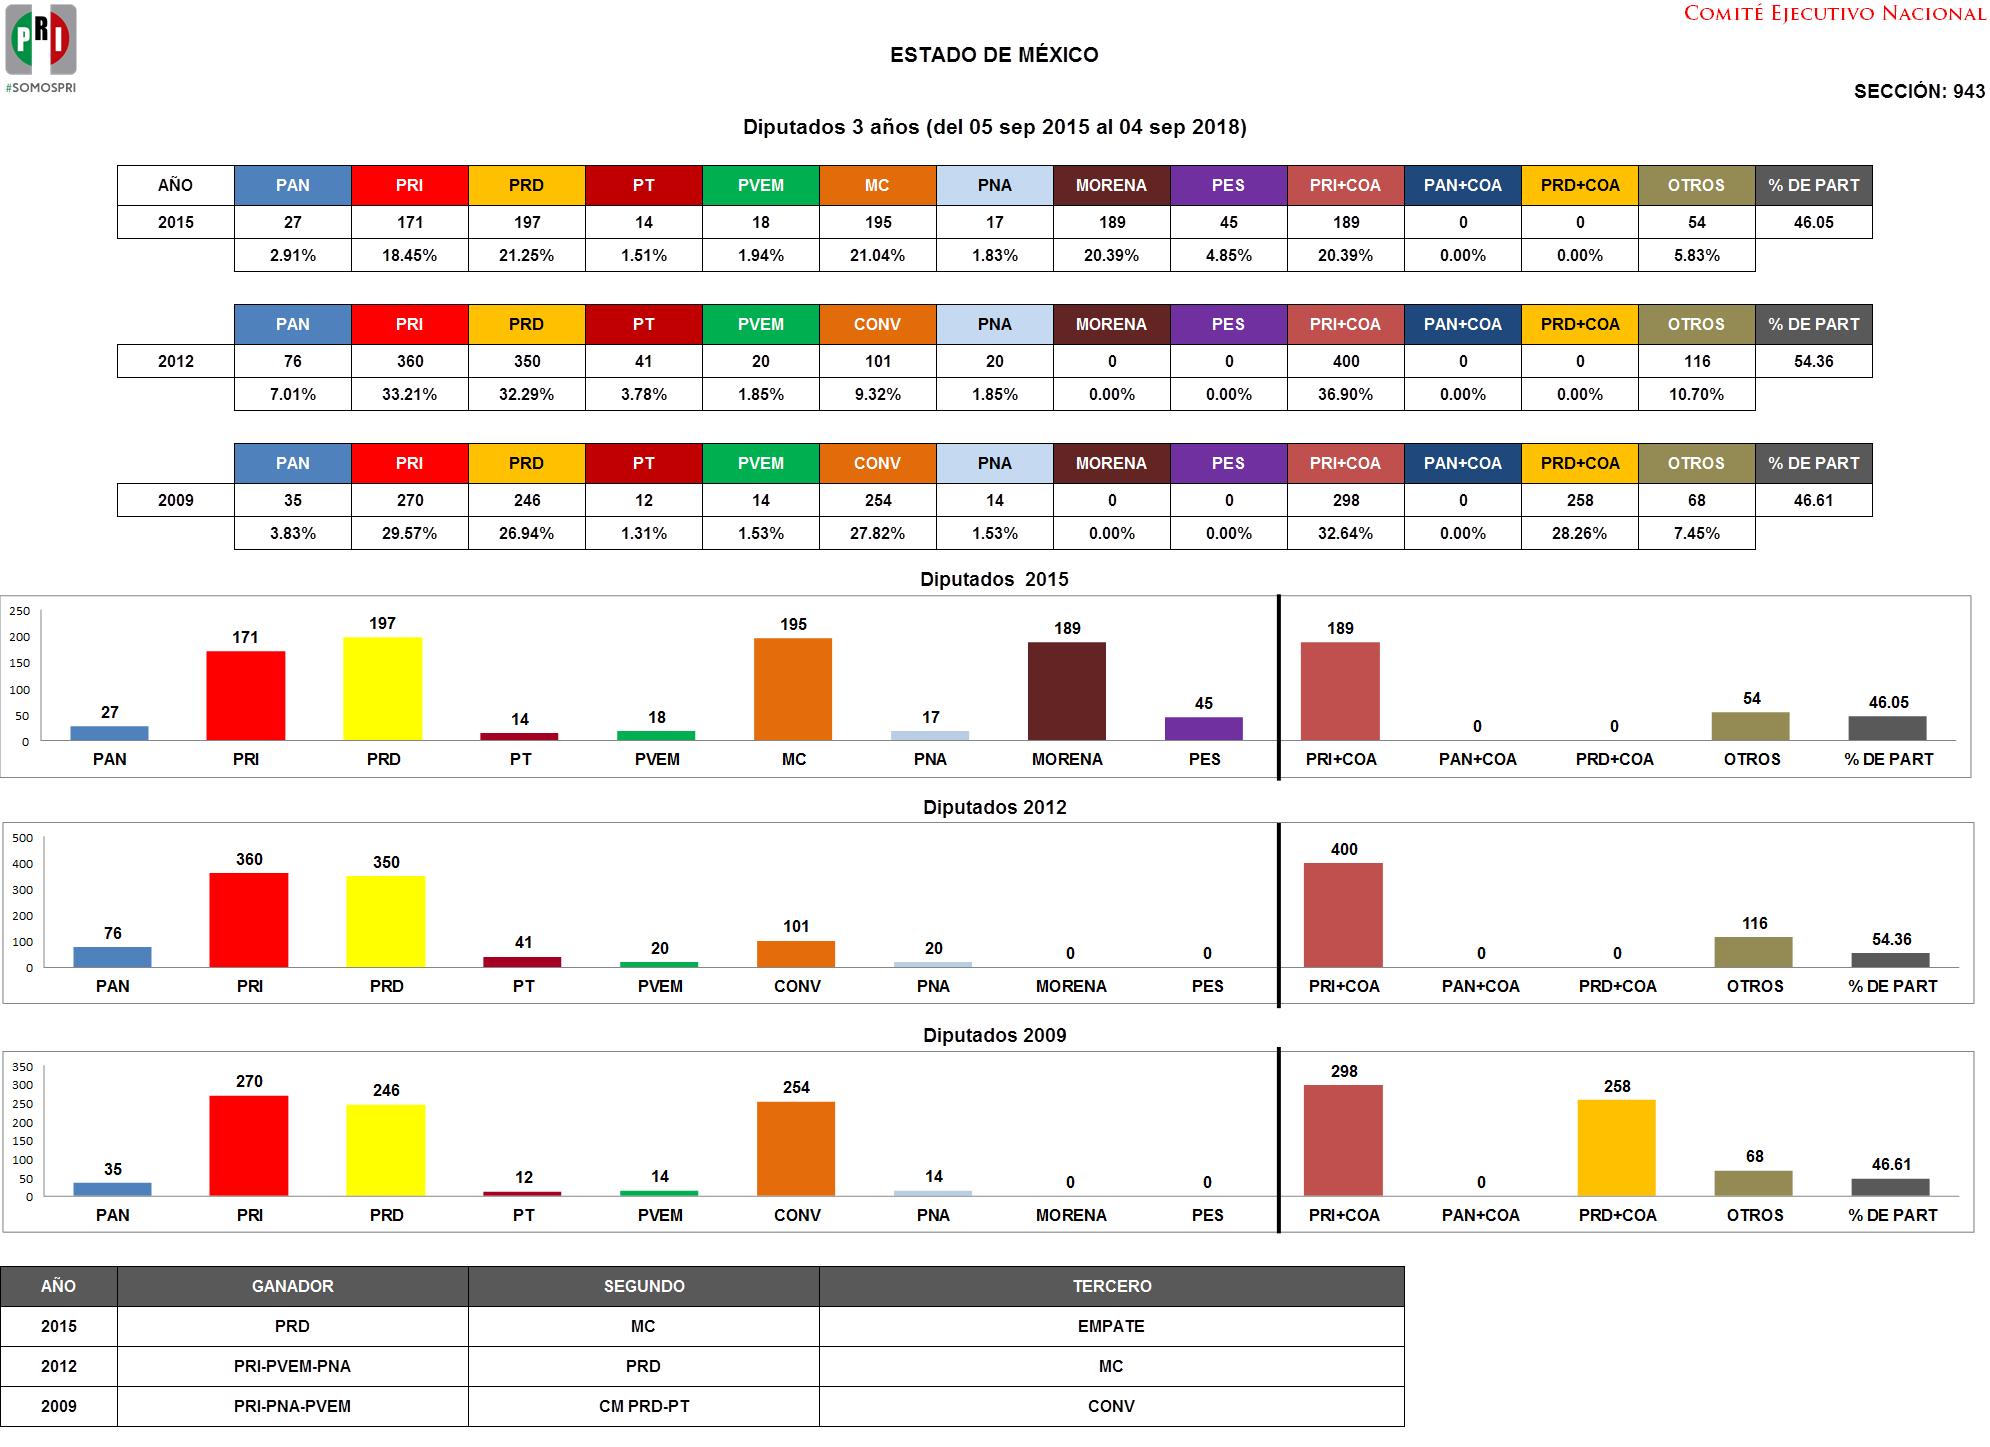 PRI
#SOMOSPRI
COMITÉ EJECUTIVO NACIONAL
ESTADO DE MÉXICO
SECCIÓN: 943
Diputados 3 años (del 05 sep 2015 al 04 sep 2018)
AÑO PAN PRI PRD PT PVEM MC PNA MORENA PES PRI+COA PAN+COA PRD+COA OTROS % DE PART
2015 27 171 197 14 18 195 17 189 45 189 0 0 54 46.05
2.91% 18.45% 21.25% 1.51% 1.94% 21.04% 1.83% 20.39% 4.85% 20.39% 0.00% 0.00% 5.83%
PAN PRI PRD PT PVEM CONV PNA MORENA PES PRI+COA PAN+COA PRD+COA OTROS % DE PART
2012 76 360 350 41 20 101 20 0 0 400 0 0 116 54.36
7.01% 33.21% 32.29% 3.78% 1.85% 9.32% 1.85% 0.00% 0.00% 36.90% 0.00% 0.00% 10.70%
PAN PRI PRD PT PVEM CONV PNA MORENA PES PRI+COA PAN+COA PRD+COA OTROS % DE PART
2009 35 270 246 12 14 254 14 0 0 298 0 258 68 46.61
3.83% 29.57% 26.94% 1.31% 1.53% 27.82% 1.53% 0.00% 0.00% 32.64% 0.00% 28.26% 7.45%
Diputados 2015
250
200
150
100
50
0
27 171 197 14 18 195 17 189 45 189 0 0 54 46.05
PAN PRI PRD PT PVEM MC PNA MORENA PES PRI+COA PAN+COA PRD+COA OTROS % DE PART
Diputados 2012
500
400
300
200
100
0
76 360 350 41 20 101 20 0 0 400 0 0 116 54.36
PAN PRI PRD PT PVEM CONV PNA MORENA PES PRI+COA PAN+COA PRD+COA OTROS % DE PART
Diputados 2009
350
300
250
200
150
100
50
0
35 270 246 12 14 254 14 0 0 298 0 258 68 46.61
PAN PRI PRD PT PVEM CONV PNA MORENA PES PRI+COA PAN+COA PRD+COA OTROS % DE PART
AÑO GANADOR SEGUNDO TERCERO
2015 PRD MC EMPATE
2012 PRI-PVEM-PNA PRD MC
2009 PRI-PNA-PVEM CM PRD-PT CONV